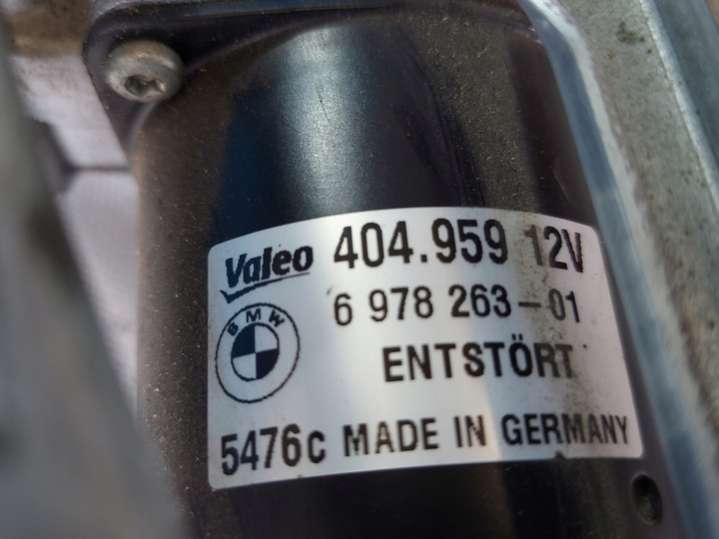 Valeo 404.959 12V
BMW 6 978 263-01
ENTSTÖRT
5476c MADE IN GERMANY